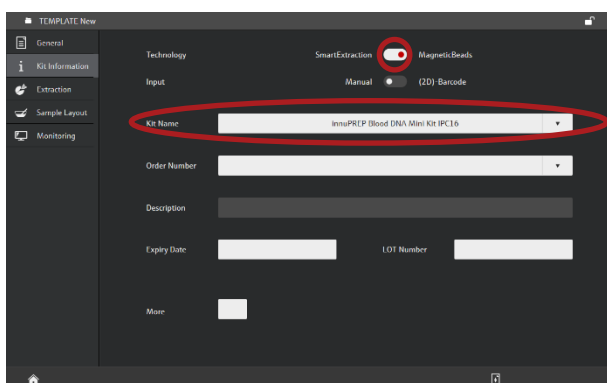 TEMPLATE New
General
Technology SmartExtraction MagneticBeads
i Kit Information
Input Manual (2D)-Barcode
Extraction
Sample Layout
Kit Name innuPREP Blood DNA Mini Kit IPC16
Monitoring
Order Number
Description
Expiry Date LOT Number
More